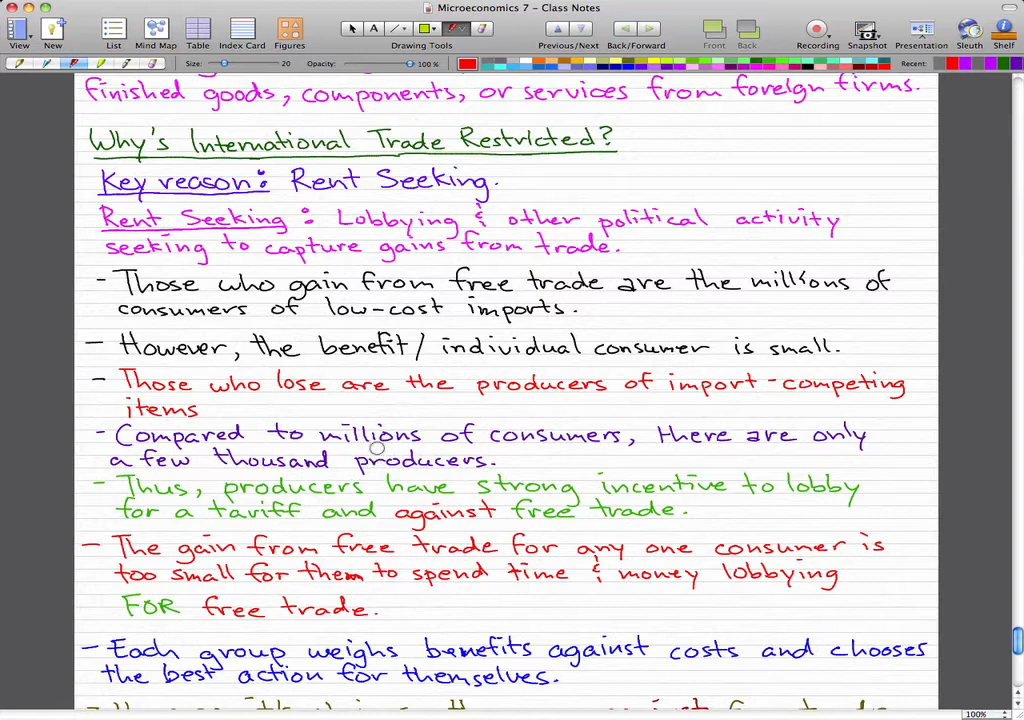 Microeconomics 7 - Class Notes
View New List Mind Map Table Index Card Figures Drawing Tools Previous/Next Back/Forward Front Back Recording Snapshot Presentation Sleuth Shelf
Size: 20 Opacity: 100 % Recent:
finished goods, components, or services from foreign firms.
Why's International Trade Restricted?
Key reason: Rent Seeking.
Rent Seeking: Lobbying & other political activity
seeking to capture gains from trade.
- Those who gain from free trade are the millions of
consumers of low-cost imports.
- However, the benefit/individual consumer is small.
- Those who lose are the producers of import-competing
items
- Compared to millions of consumers, there are only
a few thousand producers.
- Thus, producers have strong incentive to lobby
for a tariff and against free trade.
- The gain from free trade for any one consumer is
too small for them to spend time & money lobbying
FOR free trade.
- Each group weighs benefits against costs and chooses
the best action for themselves.
100%